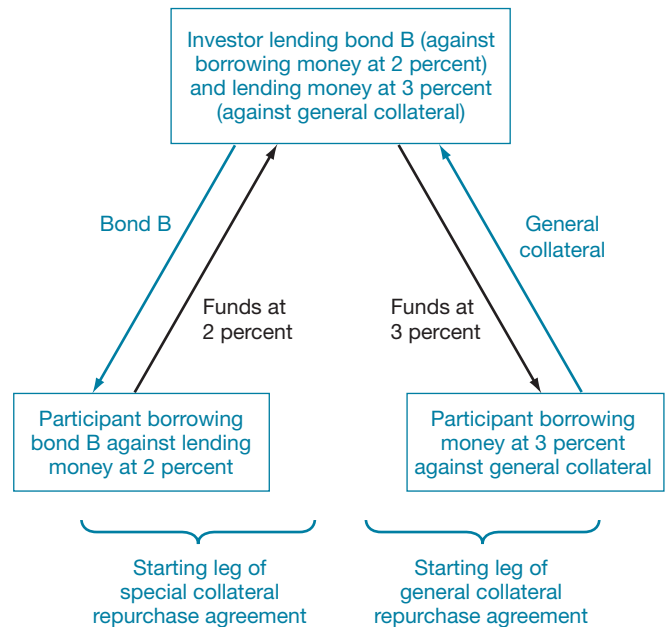 Investor lending bond B (against
borrowing money at 2 percent)
and lending money at 3 percent
(against general collateral)
Bond B
General
collateral
Funds at
2 percent
Funds at
3 percent
Participant borrowing
bond B against lending
money at 2 percent
Participant borrowing
money at 3 percent
against general collateral
Starting leg of
special collateral
repurchase agreement
Starting leg of
general collateral
repurchase agreement